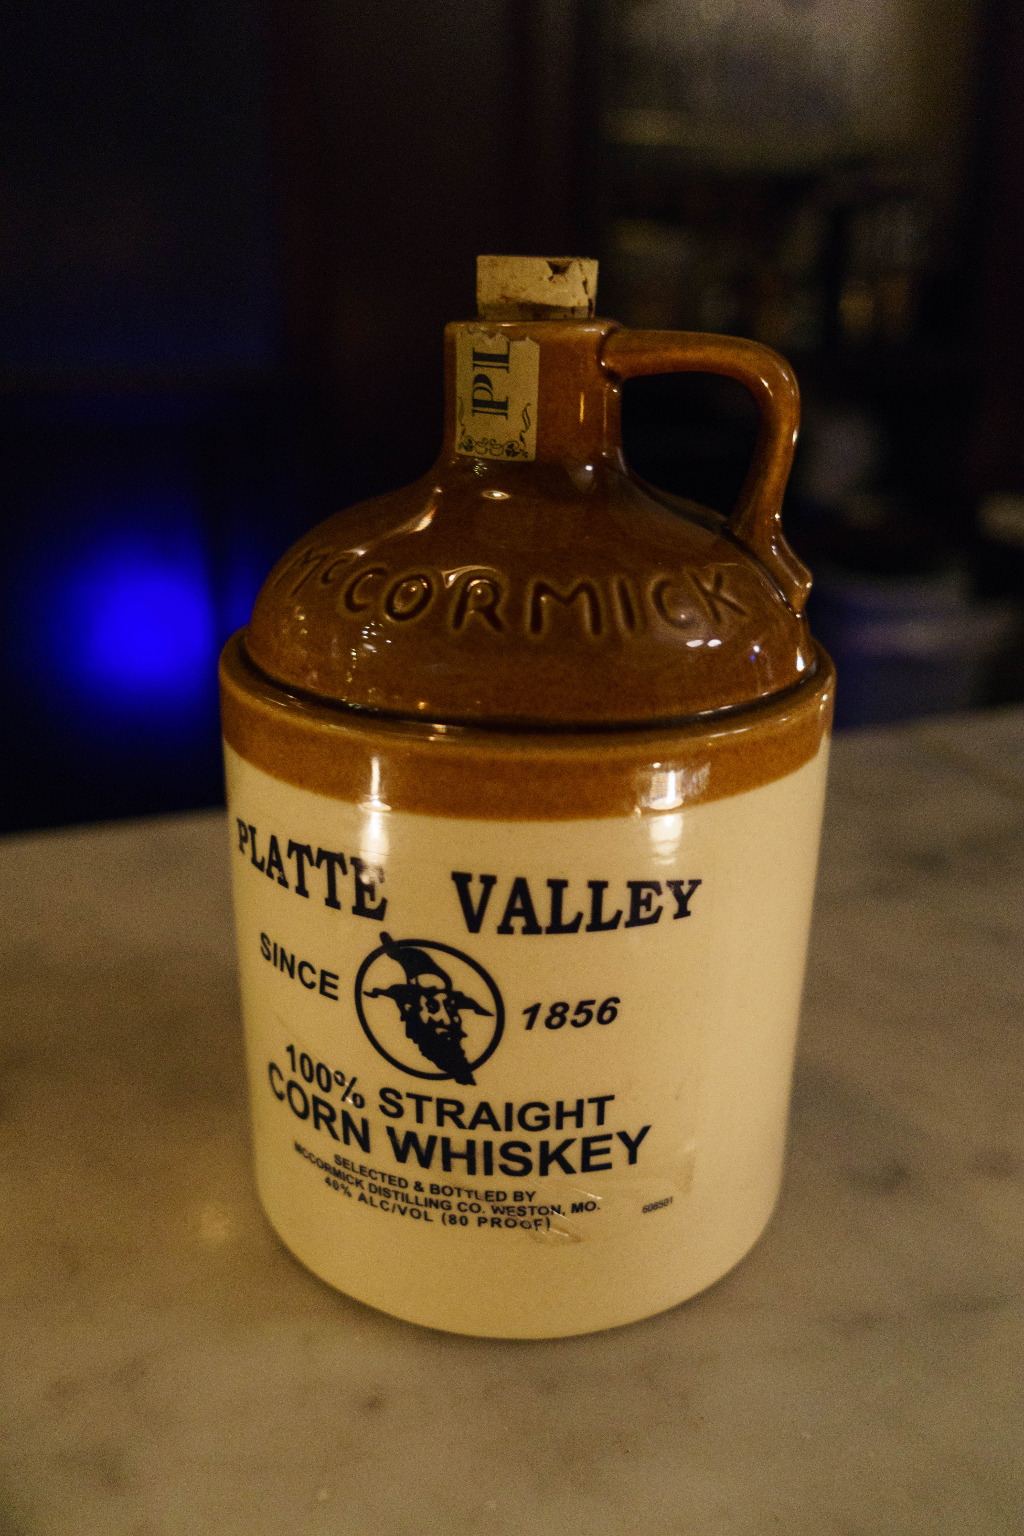 PL
McCORMICK
PLATTE VALLEY
SINCE 1856
100% STRAIGHT
CORN WHISKEY
SELECTED & BOTTLED BY
McCORMICK DISTILLING CO. WESTON, MO.
40% ALC/VOL (80 PROOF)
608501